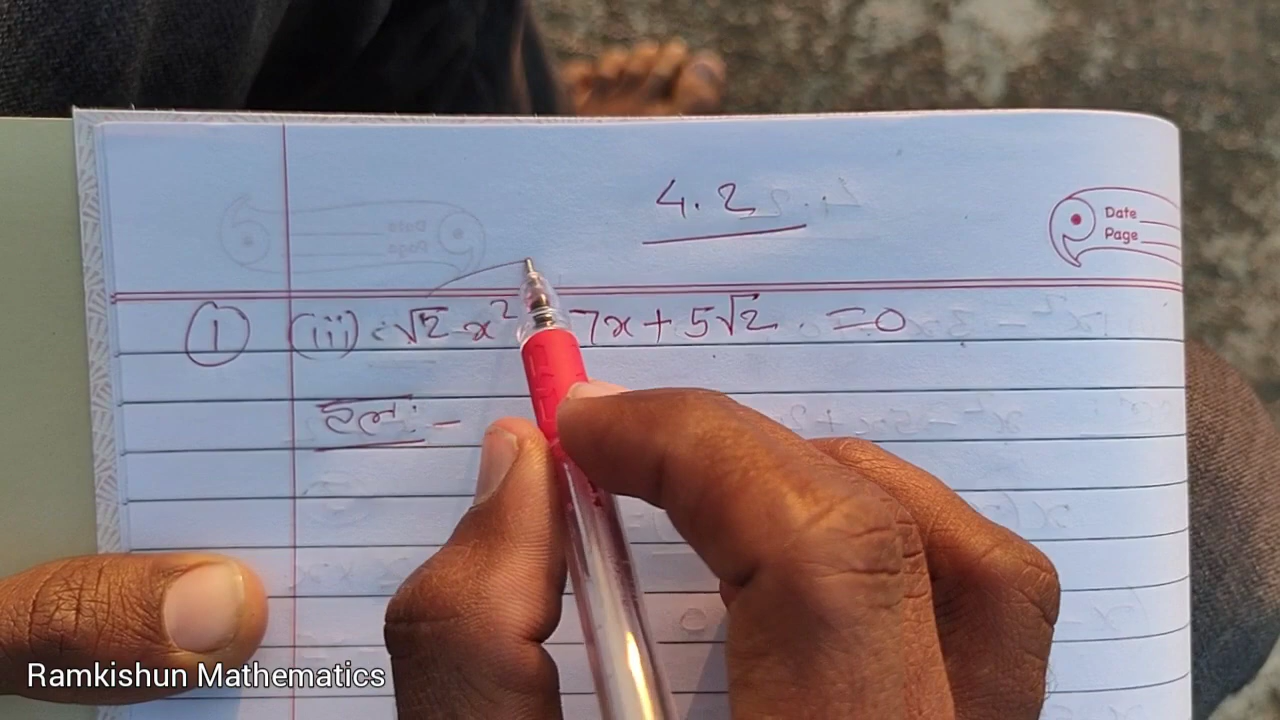 4.2
Date
Page
① (iii) √2 x² 7x + 5√2 = 0
हल:-
Ramkishun Mathematics